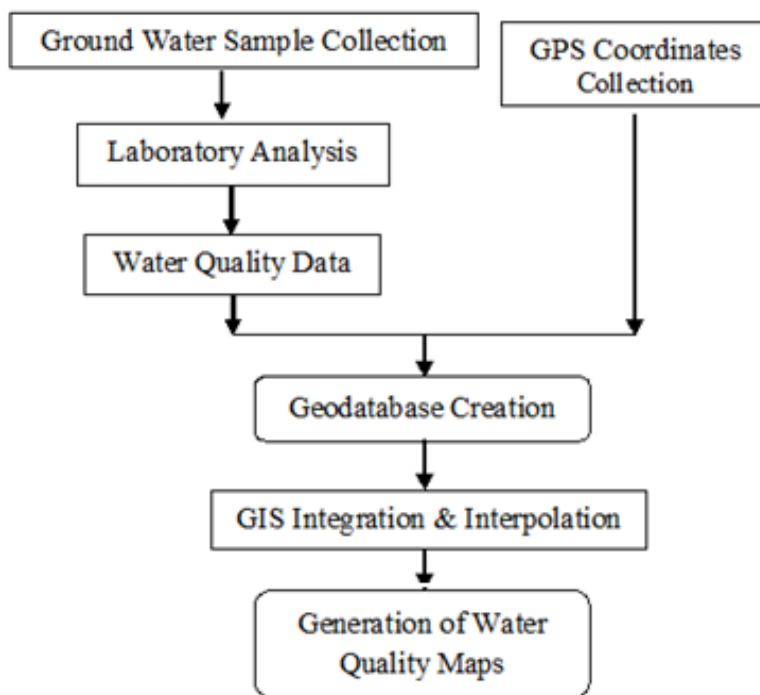 Ground Water Sample Collection
GPS Coordinates
Collection
Laboratory Analysis
Water Quality Data
Geodatabase Creation
GIS Integration & Interpolation
Generation of Water
Quality Maps